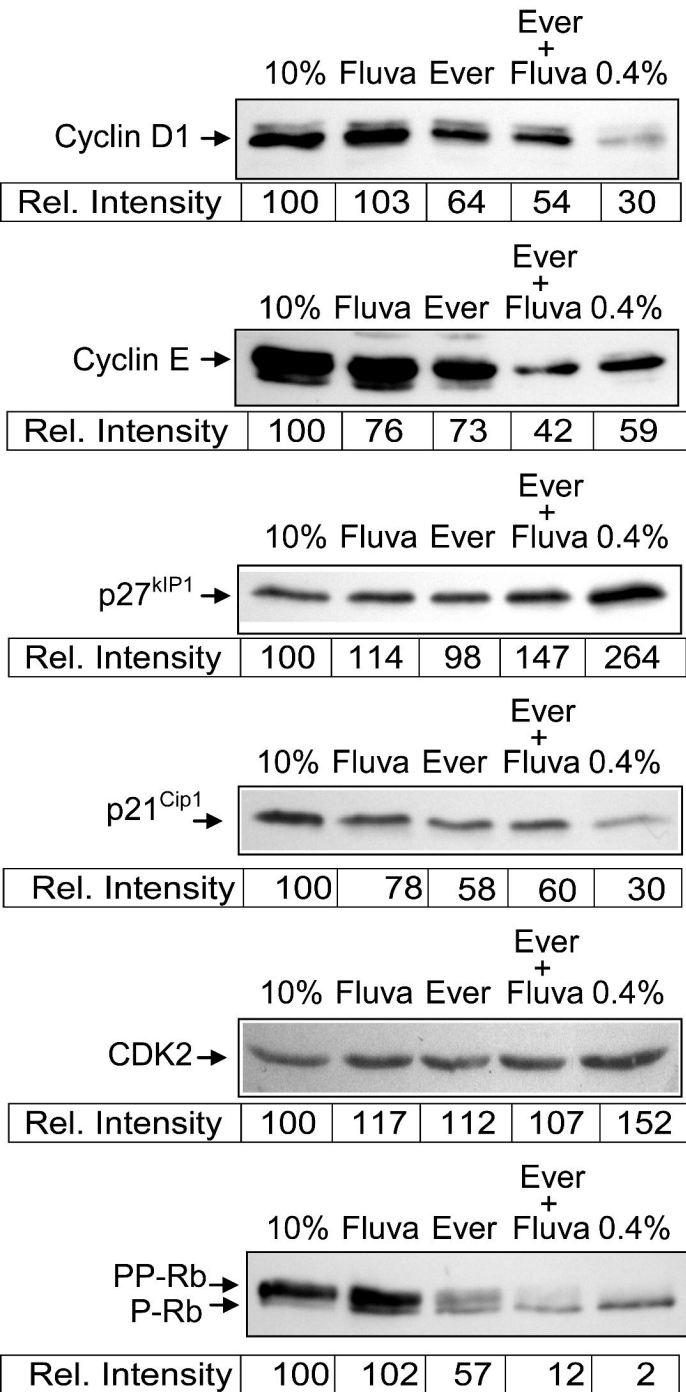 Ever
+
10% Fluva Ever Fluva 0.4%
Cyclin D1
Rel. Intensity 100 103 64 54 30
Ever
+
10% Fluva Ever Fluva 0.4%
Cyclin E
Rel. Intensity 100 76 73 42 59
Ever
+
10% Fluva Ever Fluva 0.4%
p27kIP1
Rel. Intensity 100 114 98 147 264
Ever
+
10% Fluva Ever Fluva 0.4%
p21Cip1
Rel. Intensity 100 78 58 60 30
Ever
+
10% Fluva Ever Fluva 0.4%
CDK2
Rel. Intensity 100 117 112 107 152
Ever
+
10% Fluva Ever Fluva 0.4%
PP-Rb
P-Rb
Rel. Intensity 100 102 57 12 2